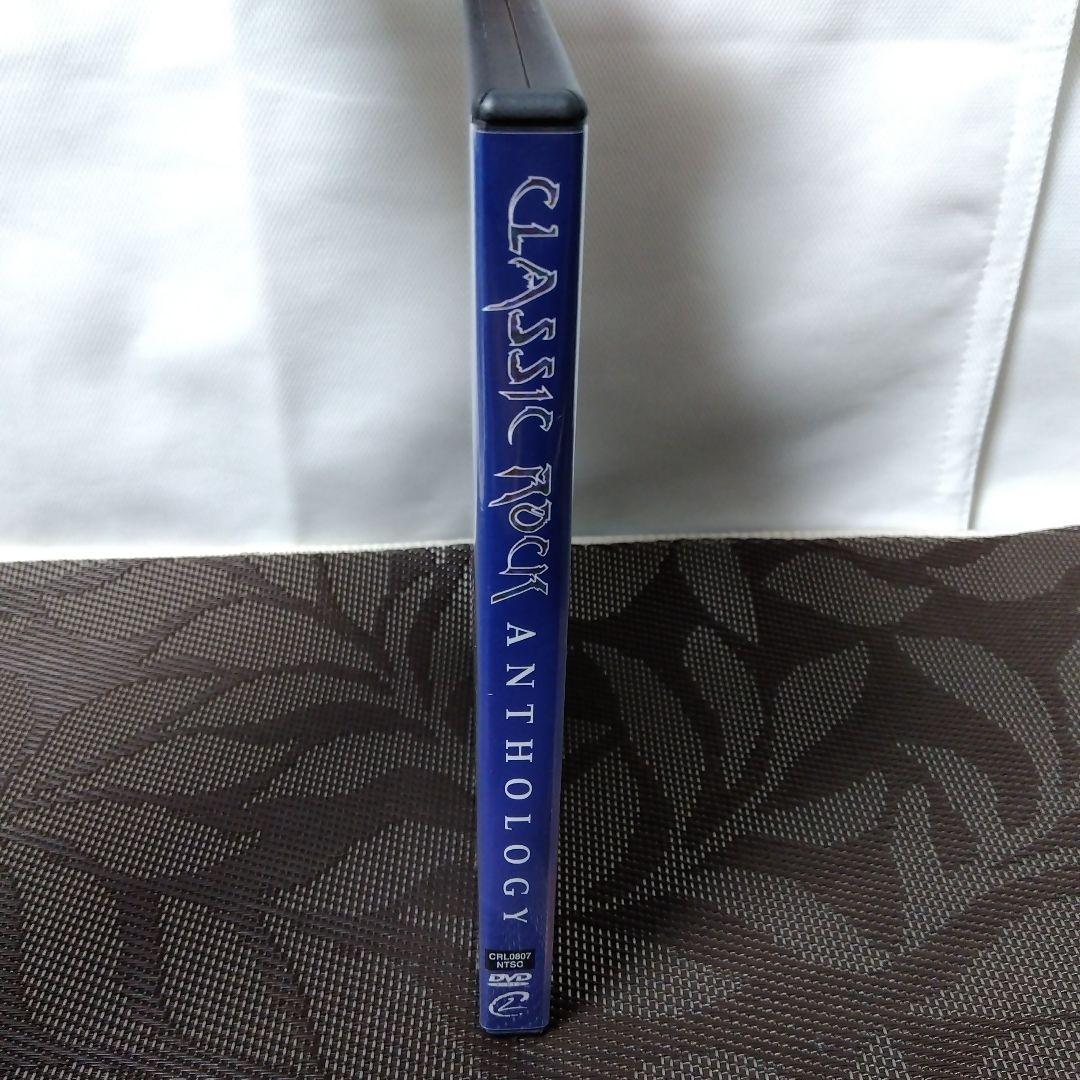 CLASSIC ROCK ANTHOLOGY
CRL0807
NTSC
DVD